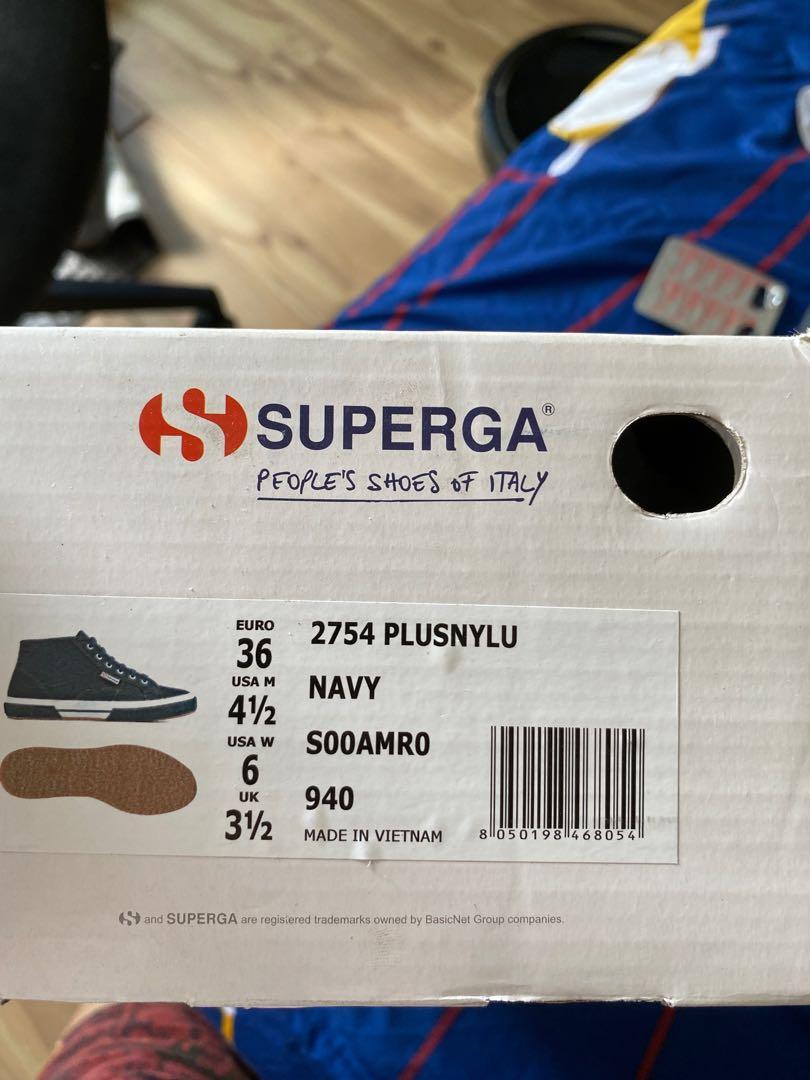 SUPERGA®
PEOPLE'S SHOES OF ITALY
EURO
36
USA M
4½
USA W
6
UK
3½
2754 PLUSNYLU
NAVY
S00AMR0
940
MADE IN VIETNAM
8 050198 468054
and SUPERGA are registered trademarks owned by BasicNet Group companies.